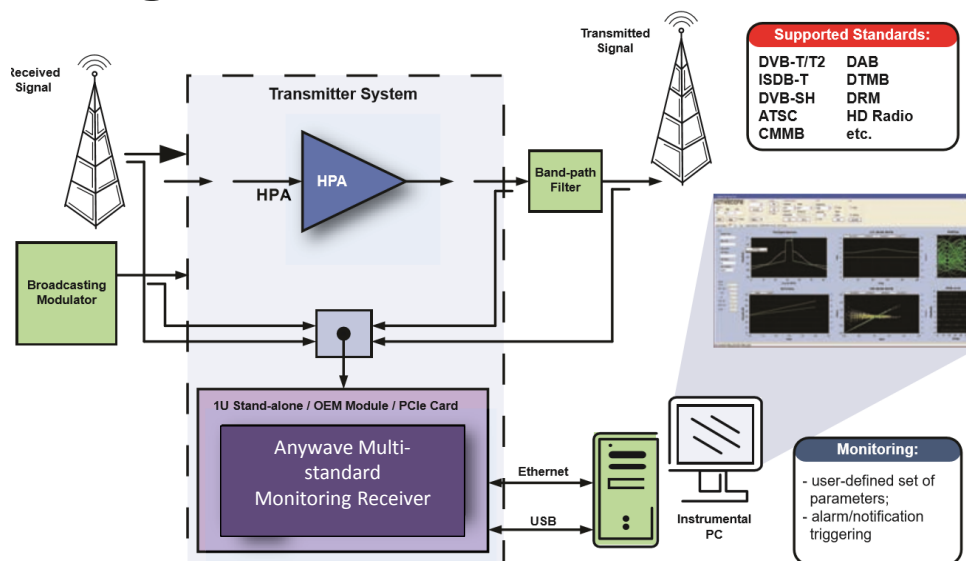 Transmitted
Signal
Supported Standards:
DVB-T/T2 DAB
ISDB-T DTMB
DVB-SH DRM
ATSC HD Radio
CMMB etc.
Received
Signal
Transmitter System
HPA
HPA
Band-path
Filter
Broadcasting
Modulator
1U Stand-alone / OEM Module / PCIe Card
Anywave Multi-
standard
Monitoring Receiver
Ethernet
USB
Instrumental
PC
Monitoring:
- user-defined set of
parameters;
- alarm/notification
triggering